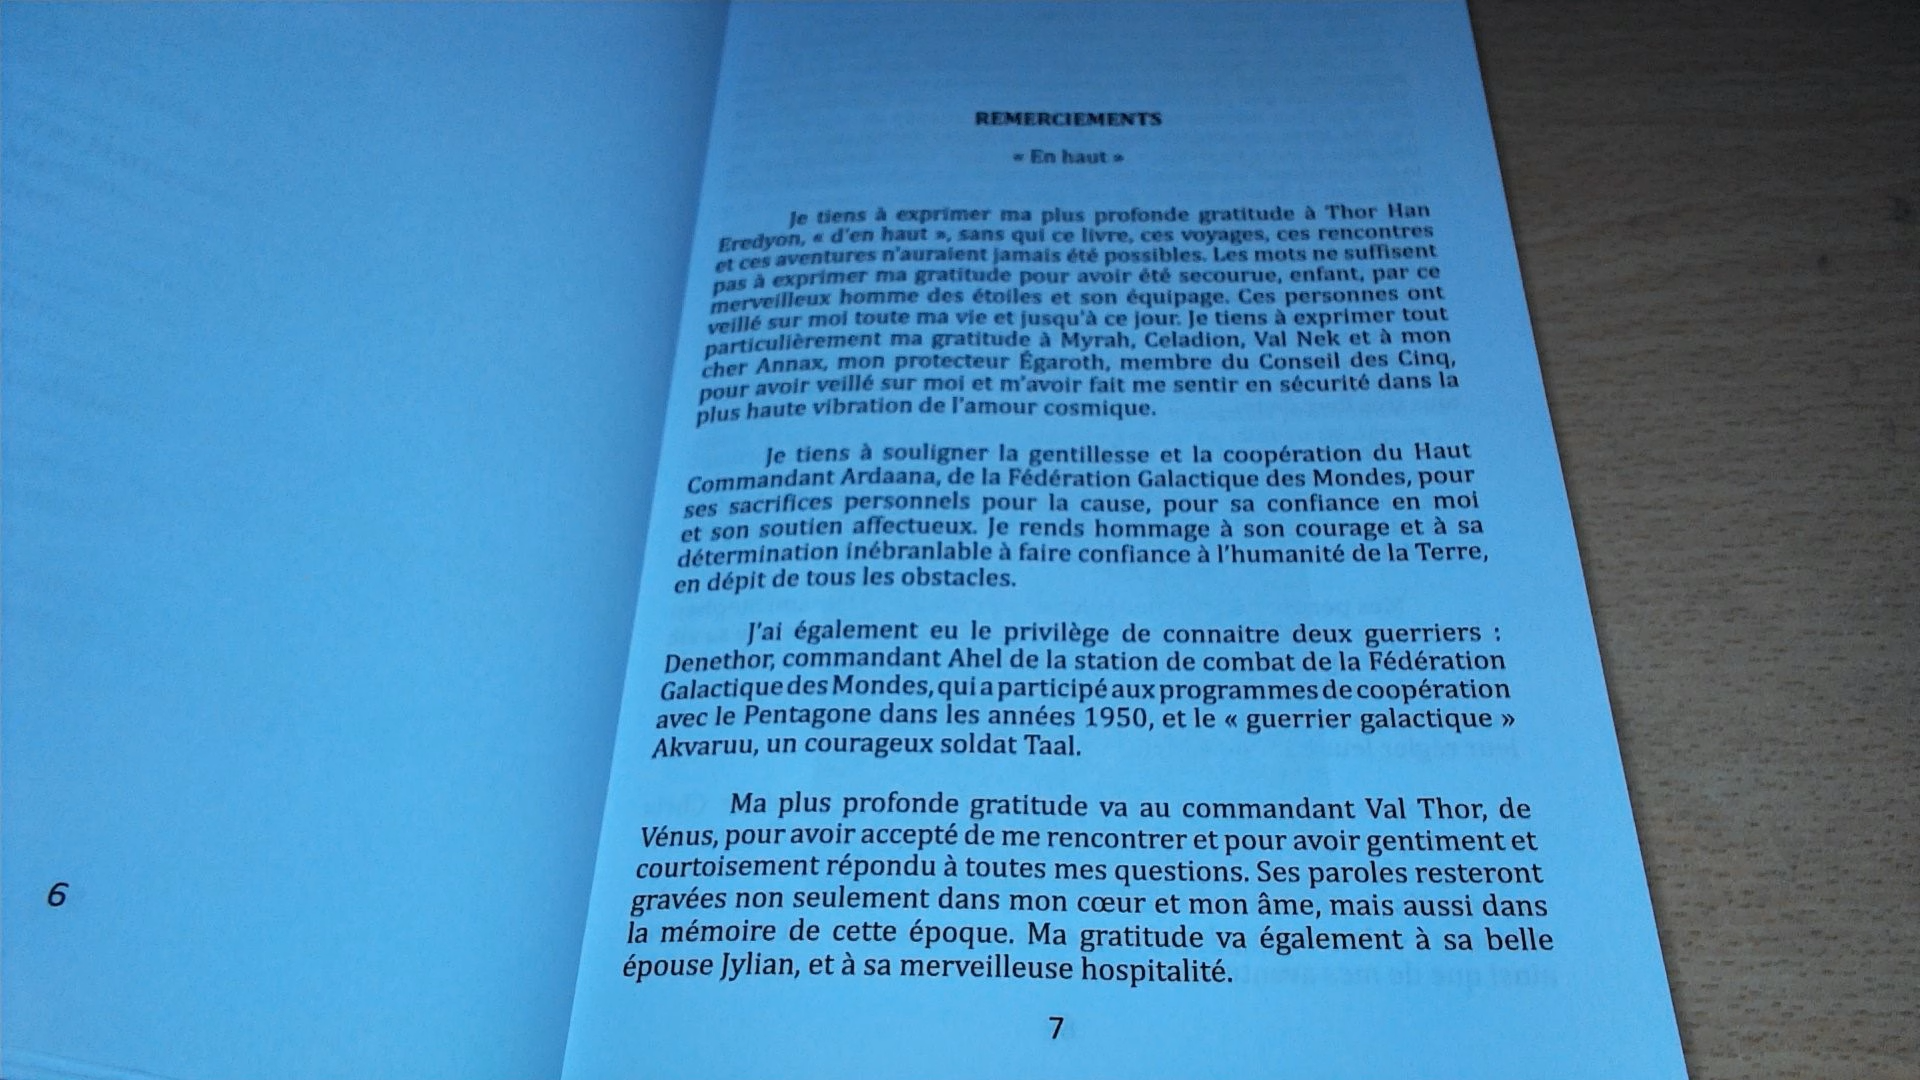 REMERCIEMENTS
« En haut »
Je tiens à exprimer ma plus profonde gratitude à Thor Han
Eredyon, « d'en haut », sans qui ce livre, ces voyages, ces rencontres
et ces aventures n'auraient jamais été possibles. Les mots ne suffisent
pas à exprimer ma gratitude pour avoir été secourue, enfant, par ce
merveilleux homme des étoiles et son équipage. Ces personnes ont
veillé sur moi toute ma vie et jusqu'à ce jour. Je tiens à exprimer tout
particulièrement ma gratitude à Myrah, Celadion, Val Nek et à mon
cher Annax, mon protecteur Égaroth, membre du Conseil des Cinq,
pour avoir veillé sur moi et m'avoir fait me sentir en sécurité dans la
plus haute vibration de l'amour cosmique.
Je tiens à souligner la gentillesse et la coopération du Haut
Commandant Ardaana, de la Fédération Galactique des Mondes, pour
ses sacrifices personnels pour la cause, pour sa confiance en moi
et son soutien affectueux. Je rends hommage à son courage et à sa
détermination inébranlable à faire confiance à l'humanité de la Terre,
en dépit de tous les obstacles.
J'ai également eu le privilège de connaitre deux guerriers :
Denethor, commandant Ahel de la station de combat de la Fédération
Galactique des Mondes, qui a participé aux programmes de coopération
avec le Pentagone dans les années 1950, et le « guerrier galactique »
Akvaruu, un courageux soldat Taal.
Ma plus profonde gratitude va au commandant Val Thor, de
Vénus, pour avoir accepté de me rencontrer et pour avoir gentiment et
courtoisement répondu à toutes mes questions. Ses paroles resteront
gravées non seulement dans mon cœur et mon âme, mais aussi dans
la mémoire de cette époque. Ma gratitude va également à sa belle
épouse Jylian, et à sa merveilleuse hospitalité.
6
7